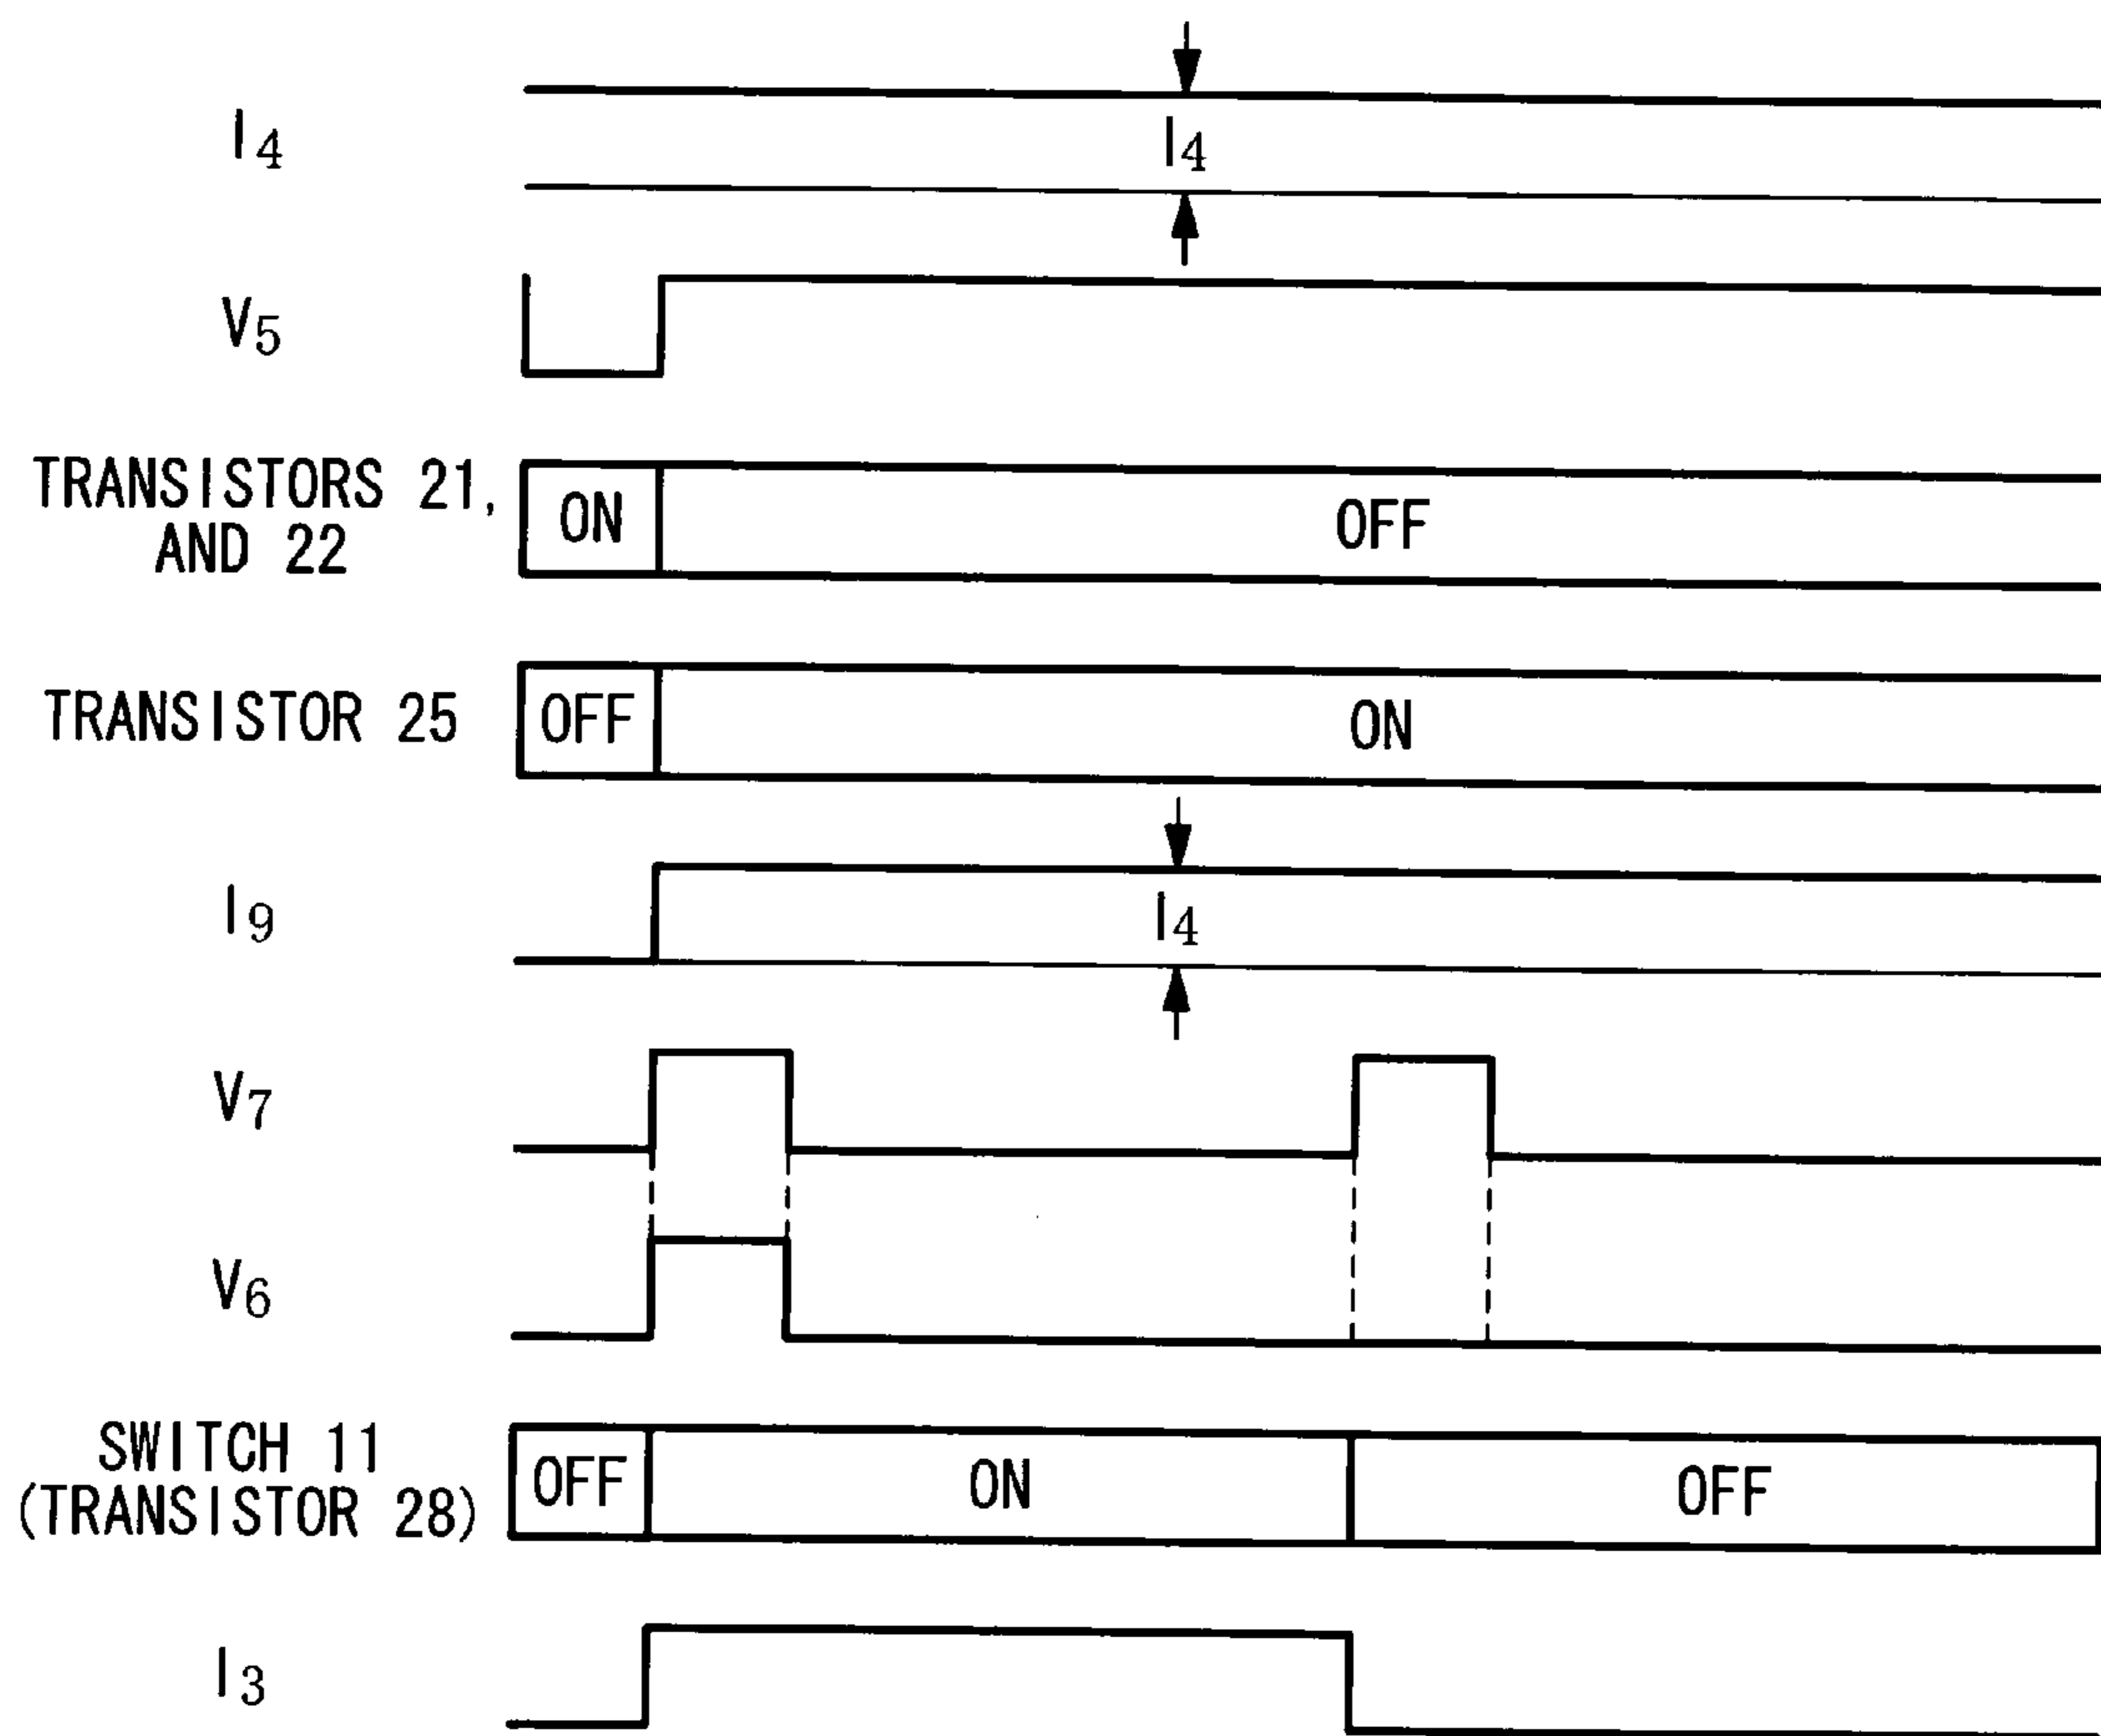 I4
I4
V5
TRANSISTORS 21,
AND 22
ON
OFF
TRANSISTOR 25
OFF
ON
I9
I4
V7
V6
SWITCH 11
(TRANSISTOR 28)
OFF
ON
OFF
I3